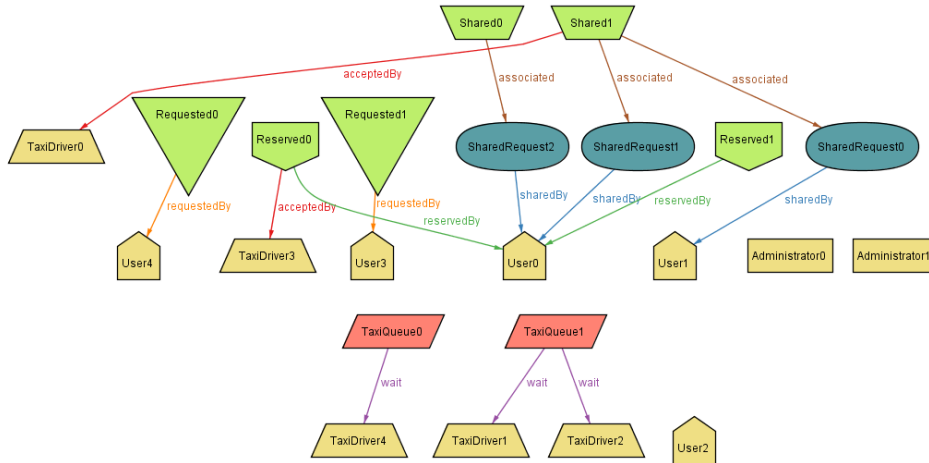 Shared0
Shared1
acceptedBy
associated
associated
associated
Requested0
Requested1
Reserved0
Reserved1
TaxiDriver0
SharedRequest2
SharedRequest1
SharedRequest0
requestedBy
acceptedBy
reservedBy
requestedBy
sharedBy
sharedBy
reservedBy
sharedBy
User4
TaxiDriver3
User3
User0
User1
Administrator0
Administrator1
TaxiQueue0
TaxiQueue1
wait
wait
wait
TaxiDriver4
TaxiDriver1
TaxiDriver2
User2